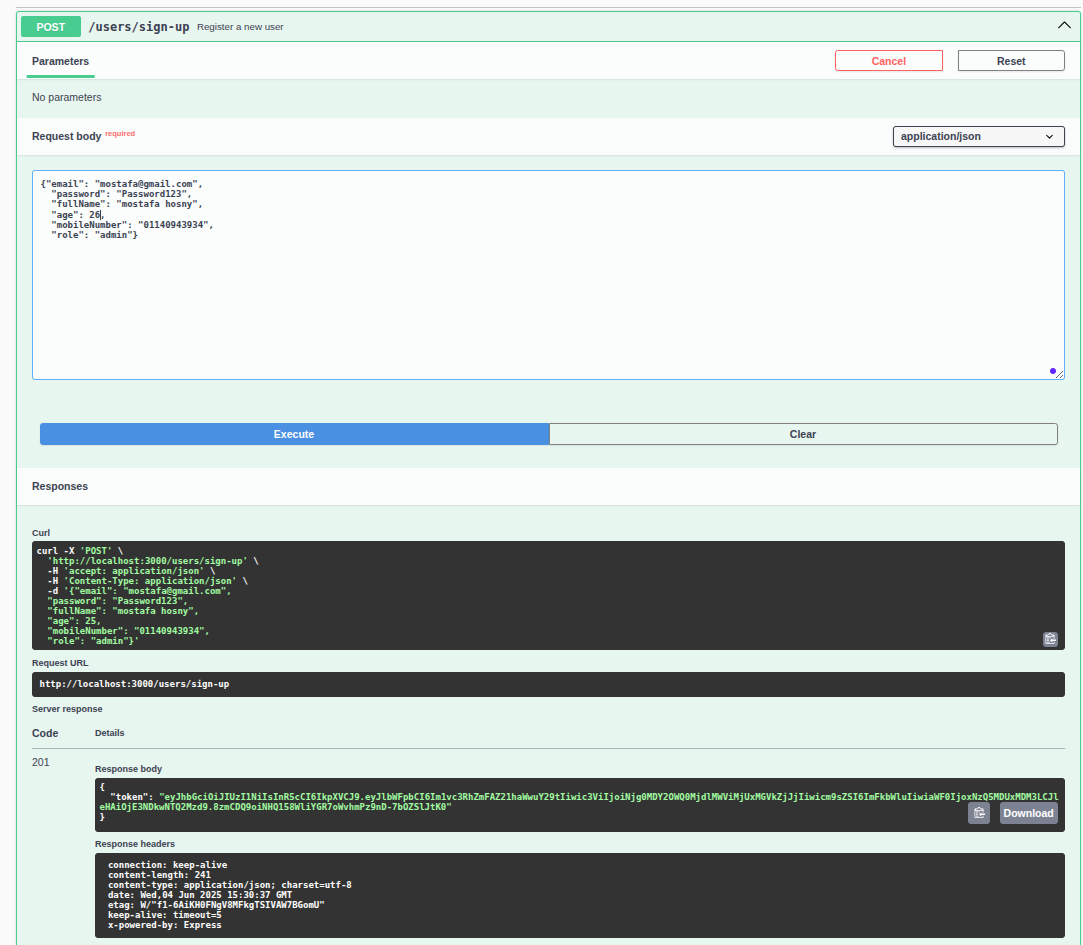 POST /users/sign-up Register a new user
Parameters
Cancel
Reset
No parameters
Request body required
application/json
{"email": "mostafa@gmail.com",
"password": "Password123",
"fullName": "mostafa hosny",
"age": 26,
"mobileNumber": "01140943934",
"role": "admin"}
Execute
Clear
Responses
Curl
curl -X 'POST' \
'http://localhost:3000/users/sign-up' \
-H 'accept: application/json' \
-H 'Content-Type: application/json' \
-d '{"email": "mostafa@gmail.com",
"password": "Password123",
"fullName": "mostafa hosny",
"age": 25,
"mobileNumber": "01140943934",
"role": "admin"}'
Request URL
http://localhost:3000/users/sign-up
Server response
Code Details
201
Response body
{
"token":
}
Download
Response headers
connection: keep-alive
content-length: 241
content-type: application/json; charset=utf-8
date: Wed,04 Jun 2025 15:30:37 GMT
etag: W/"f1-6AiKH0FNgV8MFkgTSIVAW7BGomU"
keep-alive: timeout=5
x-powered-by: Express